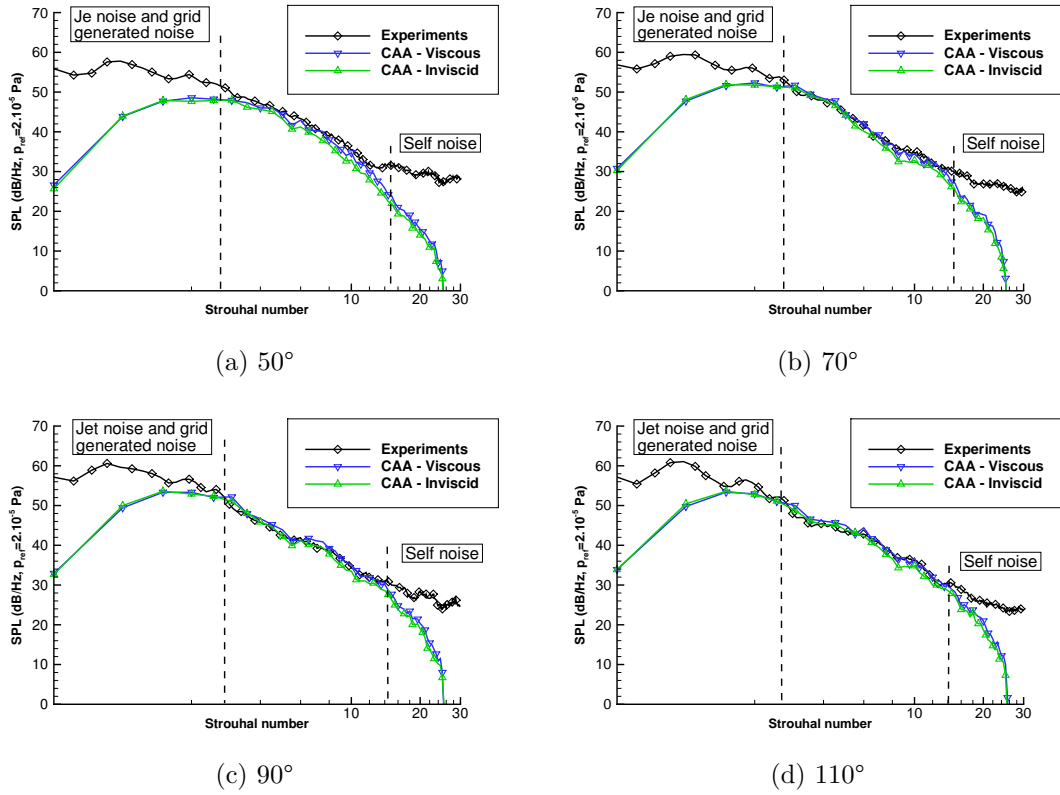 Je noise and grid
generated noise
Experiments
CAA - Viscous
CAA - Inviscid
Self noise
SPL (dB/Hz, pref=2.10-5 Pa)
70
60
50
40
30
20
10
0
10 20 30
Strouhal number
(a) 50°
Je noise and grid
generated noise
Experiments
CAA - Viscous
CAA - Inviscid
Self noise
SPL (dB/Hz, pref=2.10-5 Pa)
70
60
50
40
30
20
10
0
10 20 30
Strouhal number
(b) 70°
Jet noise and grid
generated noise
Experiments
CAA - Viscous
CAA - Inviscid
Self noise
SPL (dB/Hz, pref=2.10-5 Pa)
70
60
50
40
30
20
10
0
10 20 30
Strouhal number
(c) 90°
Jet noise and grid
generated noise
Experiments
CAA - Viscous
CAA - Inviscid
Self noise
SPL (dB/Hz, pref=2.10-5 Pa)
70
60
50
40
30
20
10
0
10 20 30
Strouhal number
(d) 110°